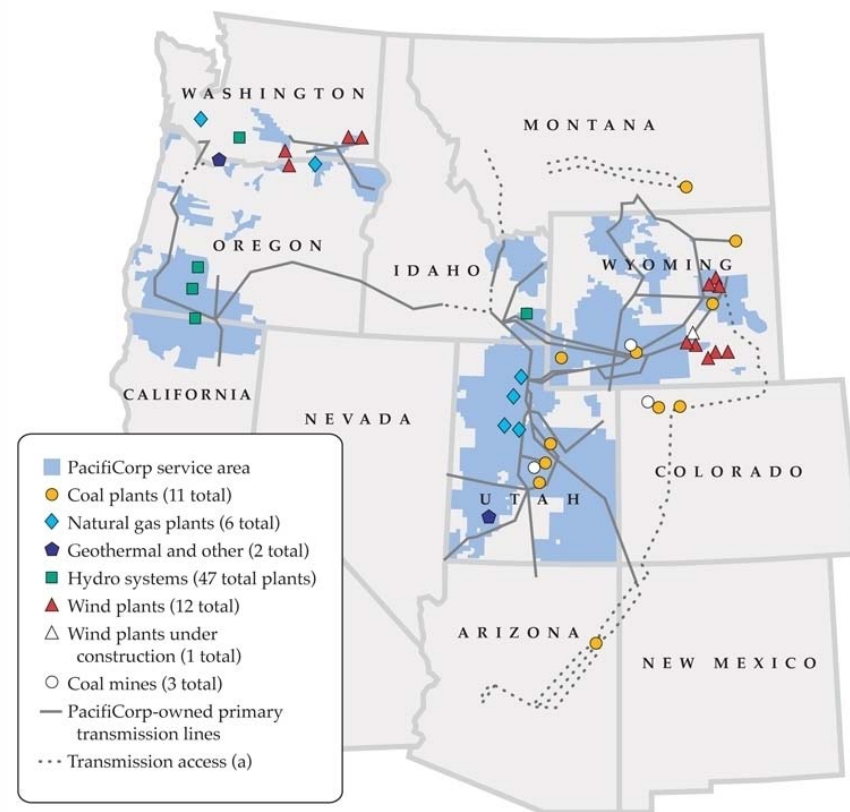 WASHINGTON
MONTANA
OREGON
IDAHO
WYOMING
CALIFORNIA
NEVADA
UTAH
COLORADO
ARIZONA
NEW MEXICO
PacifiCorp service area
Coal plants (11 total)
Natural gas plants (6 total)
Geothermal and other (2 total)
Hydro systems (47 total plants)
Wind plants (12 total)
Wind plants under
construction (1 total)
Coal mines (3 total)
PacifiCorp-owned primary
transmission lines
Transmission access (a)